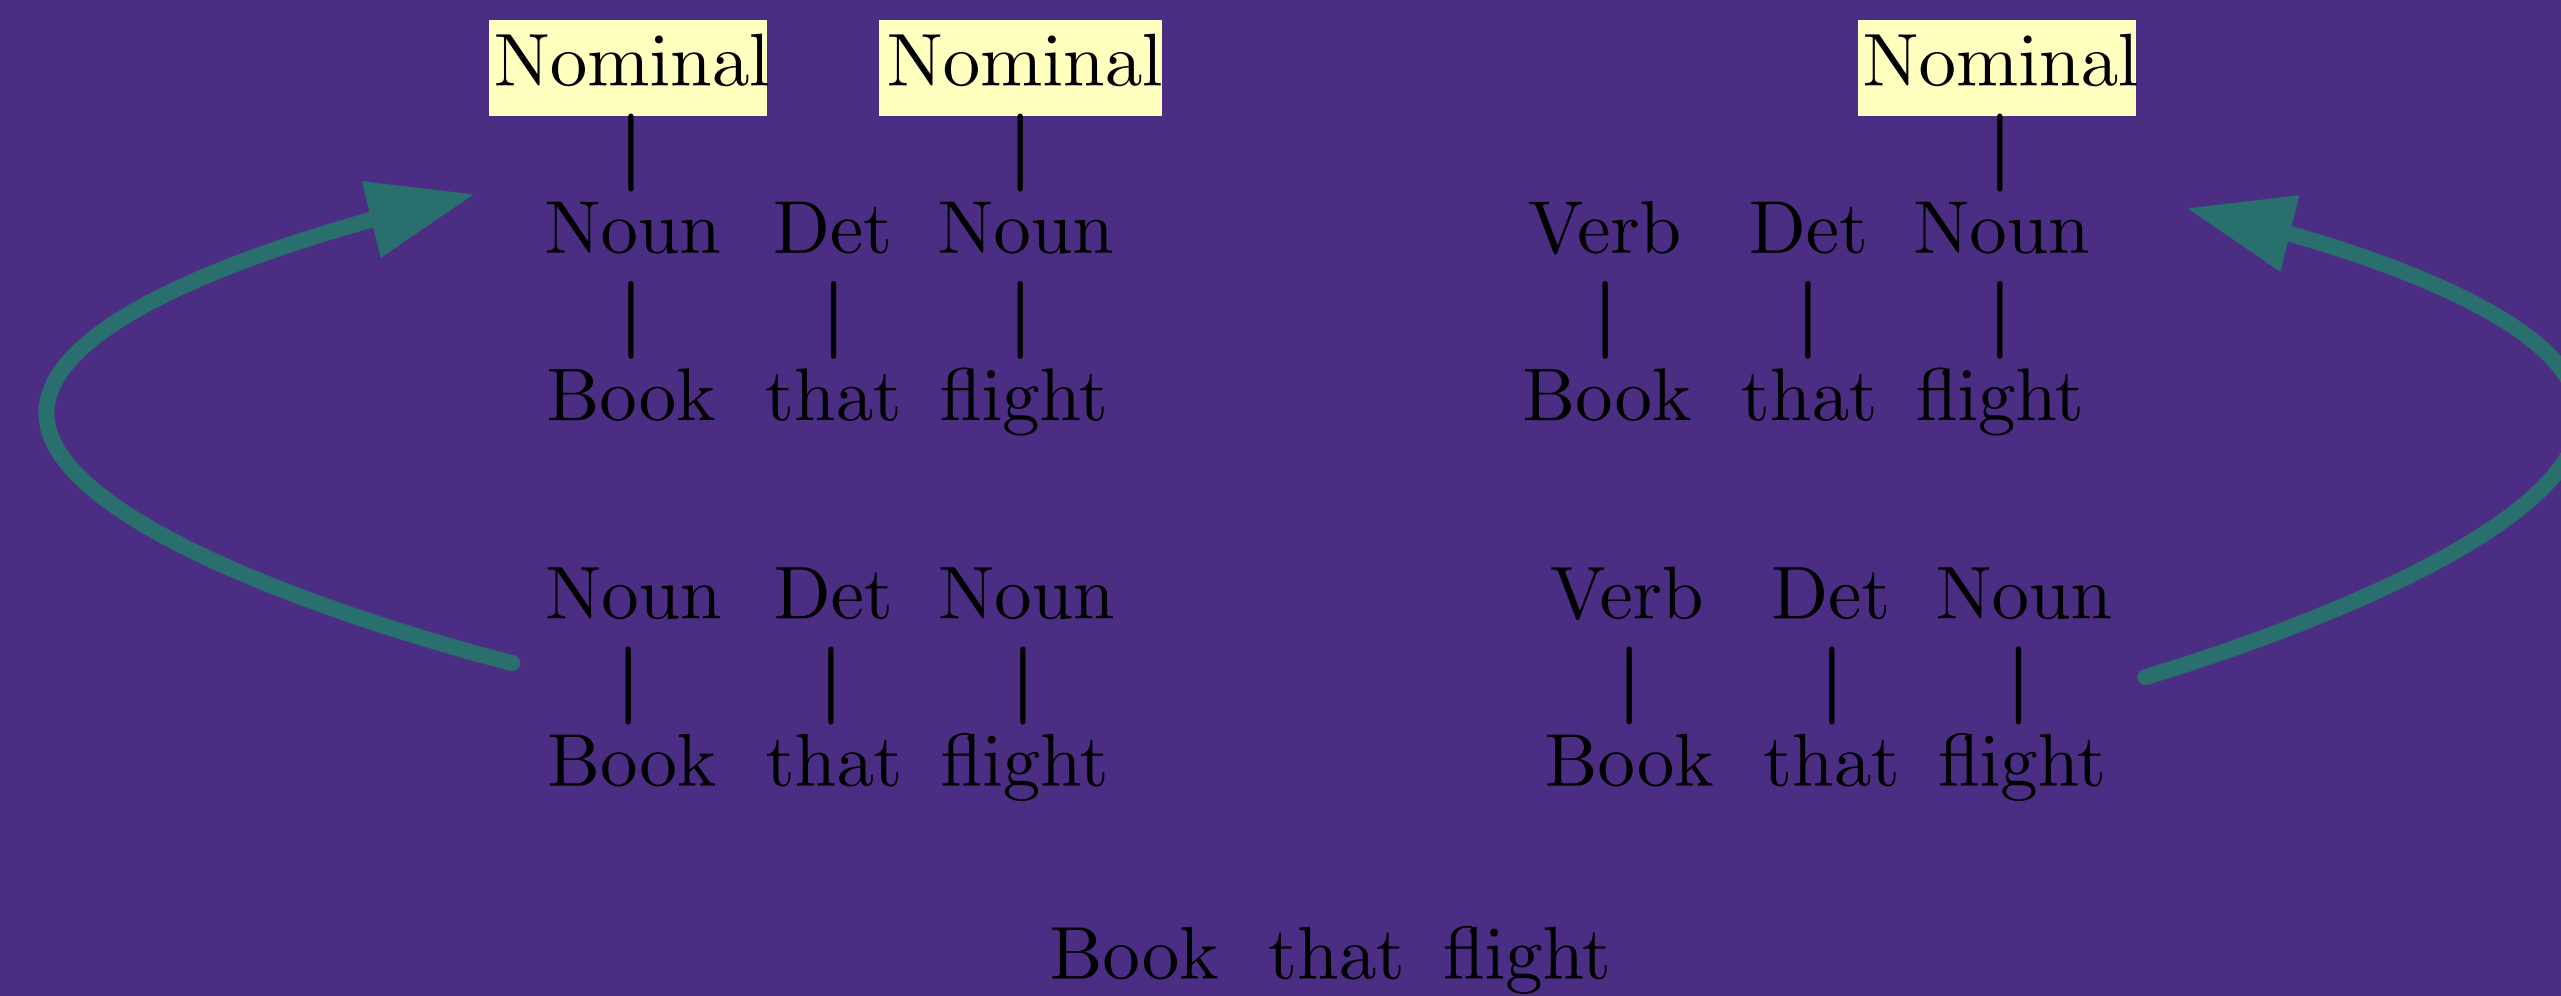 Nominal Nominal Nominal
Noun Det Noun Verb Det Noun
Book that flight Book that flight
Noun Det Noun Verb Det Noun
Book that flight Book that flight
Book that flight